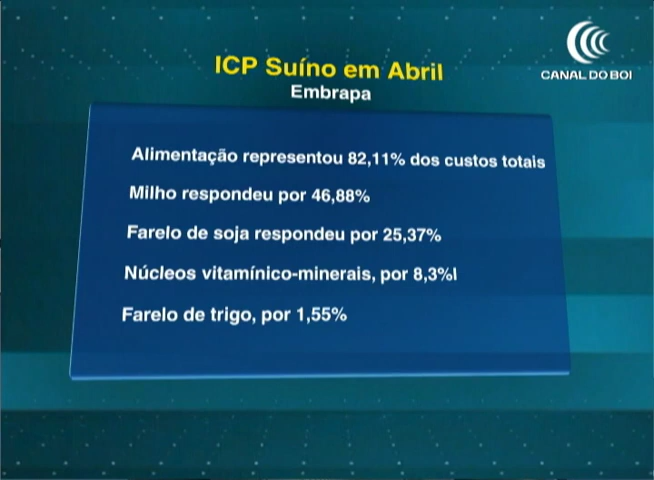 ICP Suíno em Abril
Embrapa
CANAL DO BOI
Alimentação representou 82,11% dos custos totais
Milho respondeu por 46,88%
Farelo de soja respondeu por 25,37%
Núcleos vitamínico-minerais, por 8,3%l
Farelo de trigo, por 1,55%